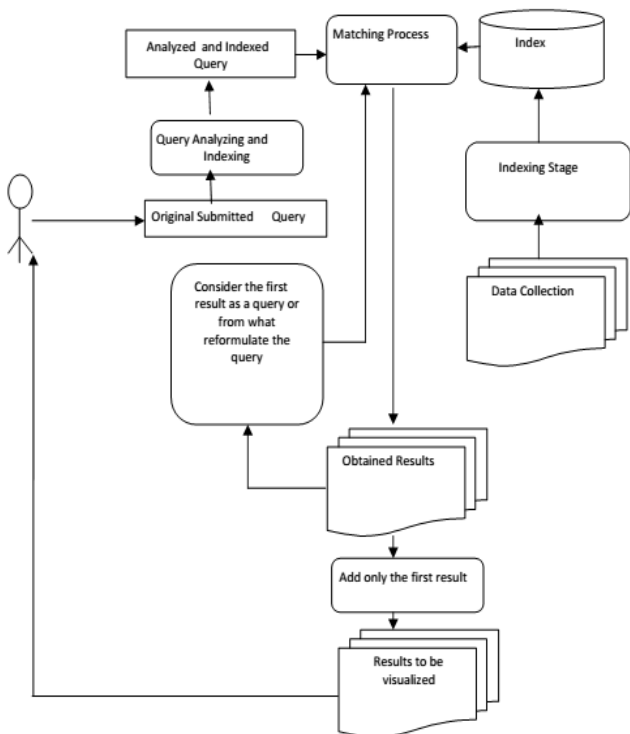 Analyzed and Indexed
Query
Matching Process
Index
Query Analyzing and
Indexing
Indexing Stage
Original Submitted Query
Consider the first
result as a query or
from what
reformulate the
query
Data Collection
Obtained Results
Add only the first result
Results to be
visualized